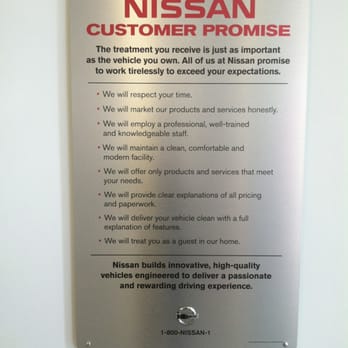 NISSAN
CUSTOMER PROMISE
The treatment you receive is just as important
as the vehicle you own. All of us at Nissan promise
to work tirelessly to exceed your expectations.
• We will respect your time.
• We will market our products and services honestly.
• We will employ a professional, well-trained
and knowledgeable staff.
• We will maintain a clean, comfortable and
modern facility.
• We will offer only products and services that meet
your needs.
• We will provide clear explanations of all pricing
and paperwork.
• We will deliver your vehicle clean with a full
explanation of features.
• We will treat you as a guest in our home.
Nissan builds innovative, high-quality
vehicles engineered to deliver a passionate
and rewarding driving experience.
1-800-NISSAN-1